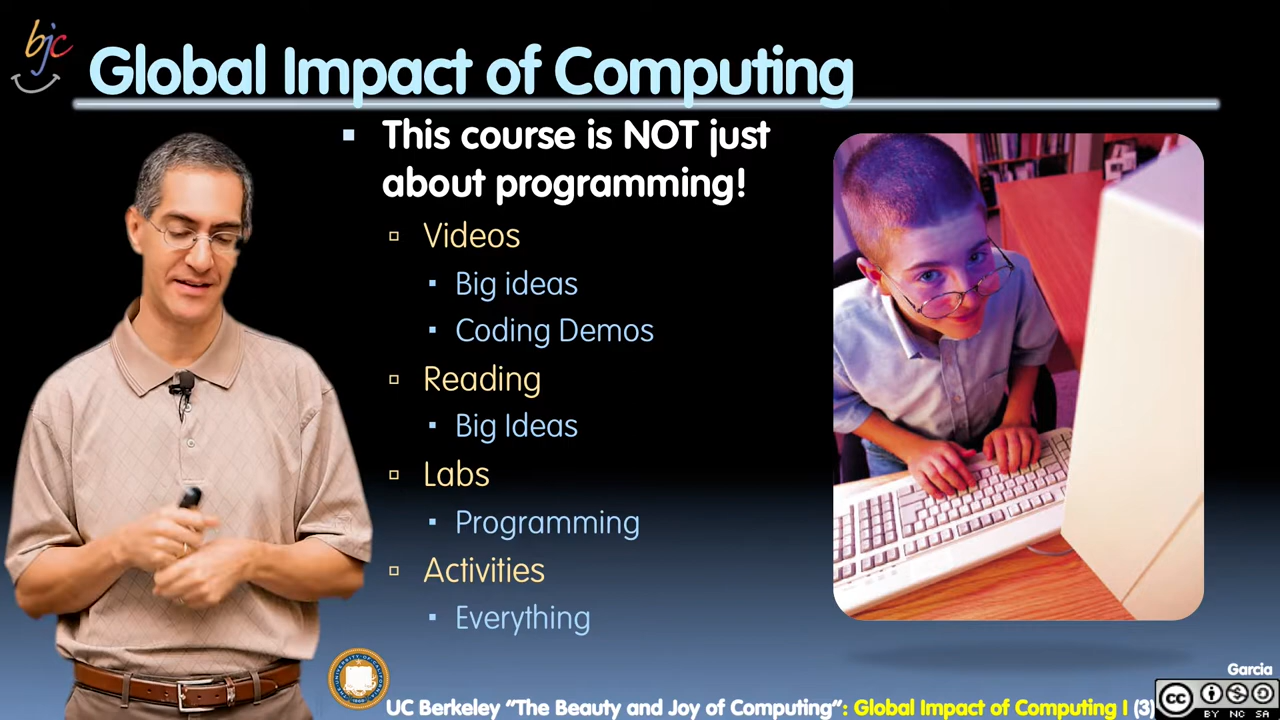 bjc
Global Impact of Computing
This course is NOT just
about programming!
Videos
Big ideas
Coding Demos
Reading
Big Ideas
Labs
Programming
Activities
Everything
Garcia
UC Berkeley “The Beauty and Joy of Computing”: Global Impact of Computing I (3)
cc
BY NC SA